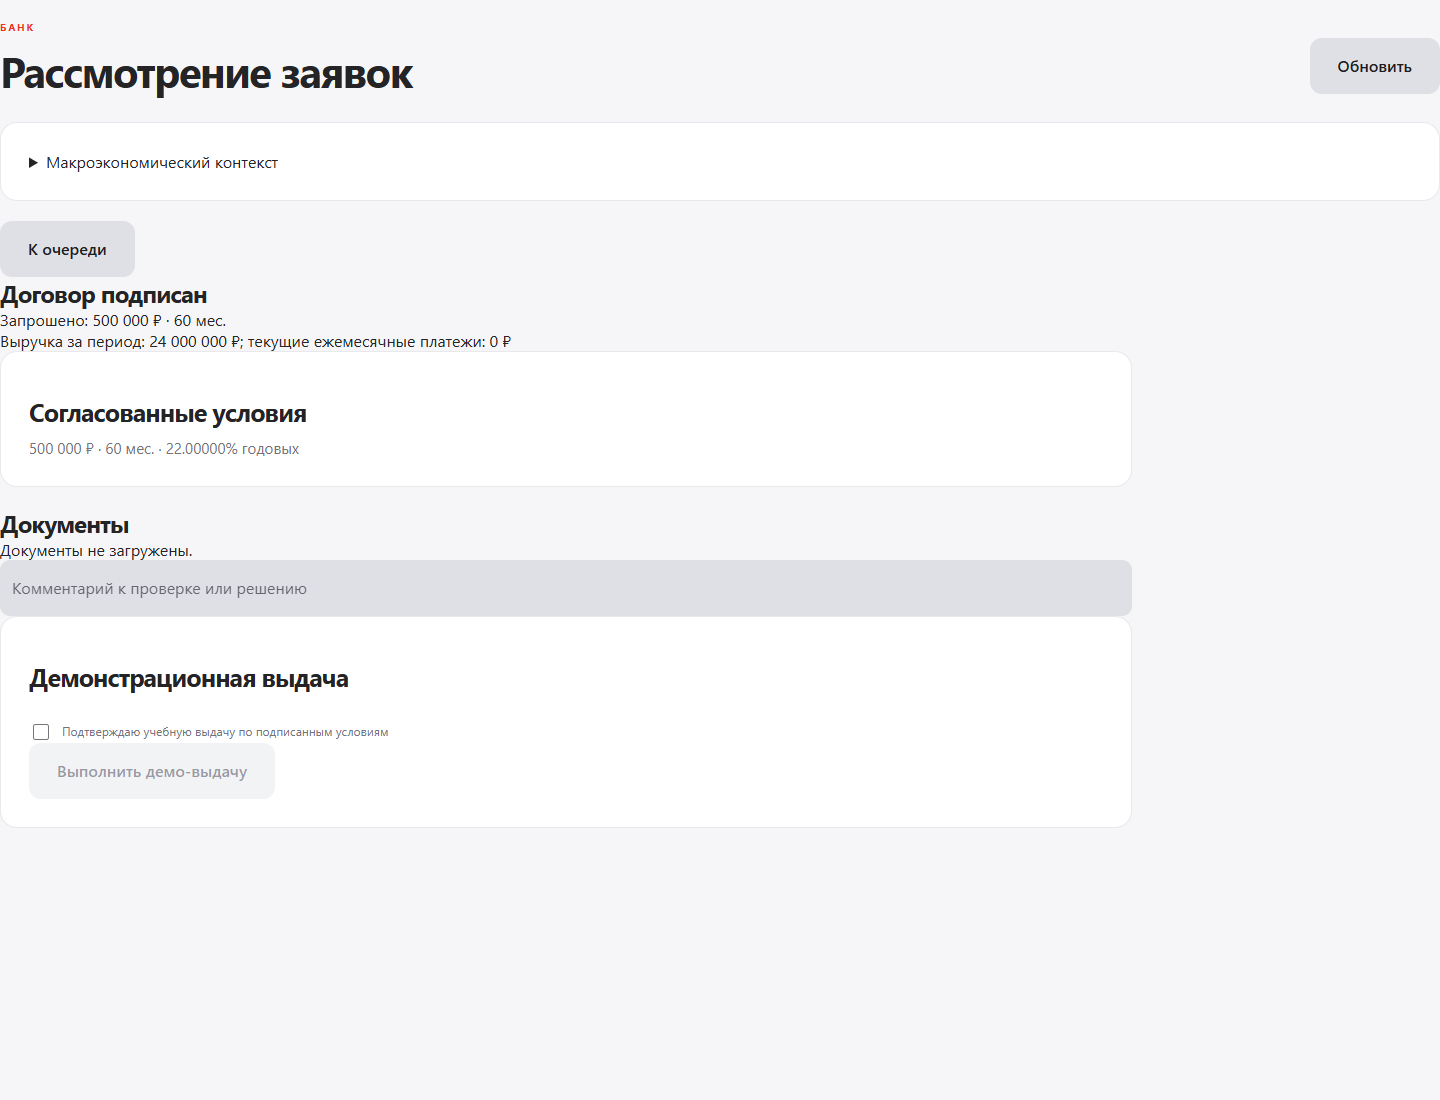 БАНК
Рассмотрение заявок
Обновить
Макроэкономический контекст
К очереди
Договор подписан
Запрошено: 500 000 ₽ · 60 мес.
Выручка за период: 24 000 000 ₽; текущие ежемесячные платежи: 0 ₽
Согласованные условия
500 000 ₽ · 60 мес. · 22.00000% годовых
Документы
Документы не загружены.
Комментарий к проверке или решению
Демонстрационная выдача
Подтверждаю учебную выдачу по подписанным условиям
Выполнить демо-выдачу